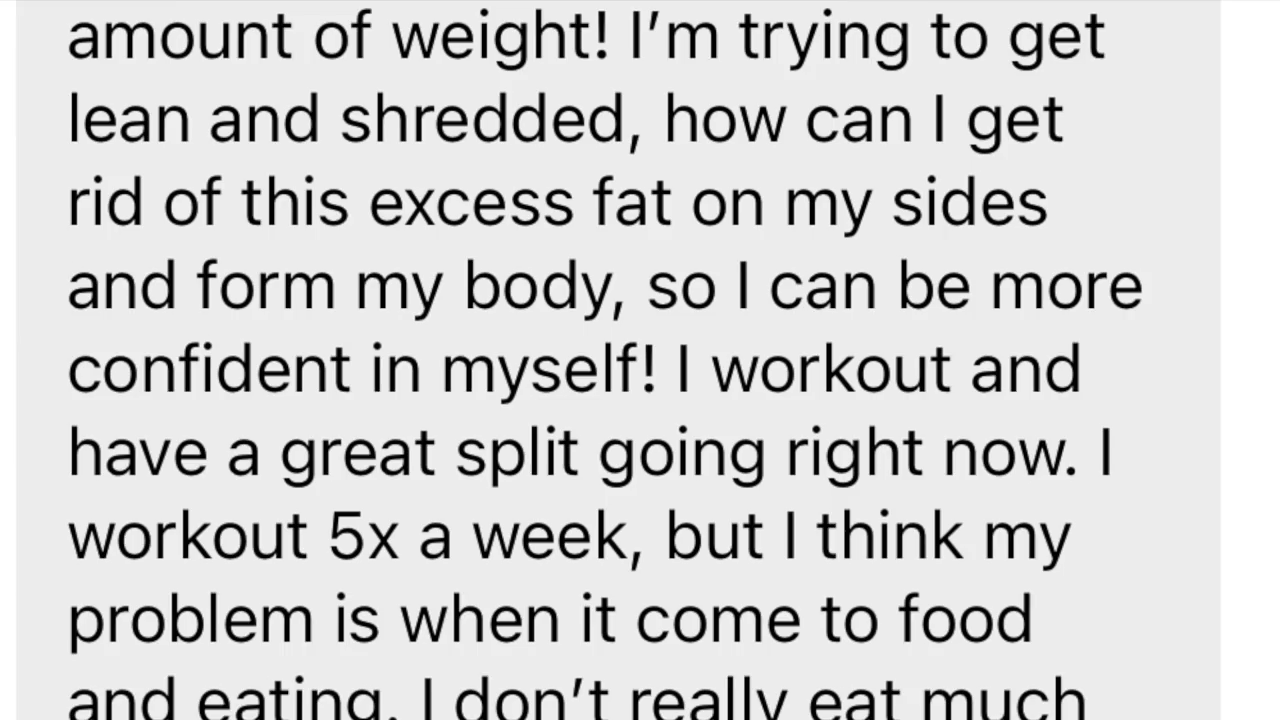 amount of weight! I’m trying to get
lean and shredded, how can I get
rid of this excess fat on my sides
and form my body, so I can be more
confident in myself! I workout and
have a great split going right now. I
workout 5x a week, but I think my
problem is when it come to food
and eating. I don’t really eat much